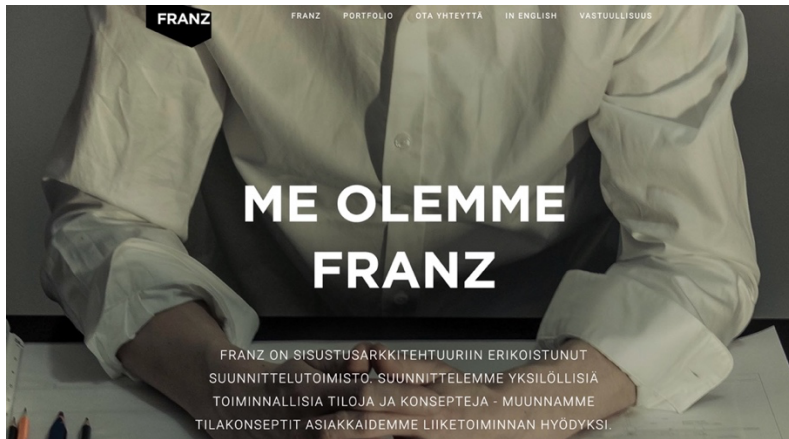 FRANZ
FRANZ PORTFOLIO OTA YHTEYTTÄ IN ENGLISH VASTUULLISUUS
ME OLEMME
FRANZ
FRANZ ON SISUSTUSARKKITEHTUURIIN ERIKOISTUNUT
SUUNNITTELUTOIMISTO. SUUNNITTELEMME YKSILÖLLISIÄ
TOIMINNALLISIA TILOJA JA KONSEPTEJA - MUUNNAMME
TILAKONSEPTIT ASIAKKAIDEMME LIIKETOIMINNAN HYÖDYKSI.